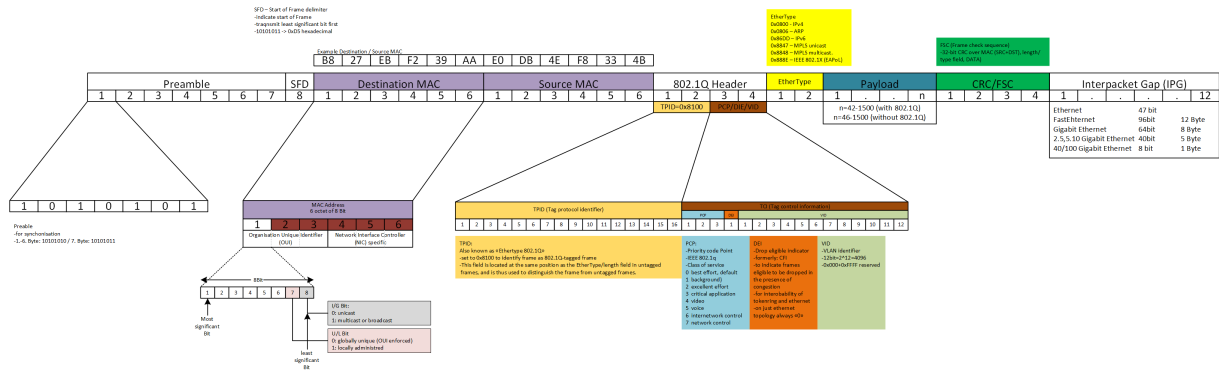 SFD – Start of Frame delimiter
-indicate start of Frame
-traqnsmit least significant bit first
-10101011 -> 0xD5 hexadecimal
EtherType
0x0800 - IPv4
0x0806 – ARP
0x86DD – IPv6
0x8847 – MPLS unicast
0x8848 – MPLS multicast.
0x888E – IEEE 802.1X (EAPoL)
FSC (Frame check sequence)
-32-bit CRC over MAC (SRC+DST), length/
type field, DATA)
Example Destination / Source MAC
B8 27 EB F2 39 AA E0 DB 4E F8 33 4B
Preamble SFD Destination MAC Source MAC 802.1Q Header EtherType Payload CRC/FSC Interpacket Gap (IPG)
1 2 3 4 5 6 7 8 1 2 3 4 5 6 1 2 3 4 5 6 1 2 3 4 1 2 1 . . n 1 2 3 4 1 . . . 12
TPID=0x8100 PCP/DIE/VID
n=42-1500 (with 802.1Q)
n=46-1500 (without 802.1Q)
Ethernet 47 bit
FastEhternet 96bit 12 Byte
Gigabit Ethernet 64bit 8 Byte
2.5,5.10 Gigabit Ethernet 40bit 5 Byte
40/100 Gigabit Ethernet 8 bit 1 Byte
1 0 1 0 1 0 1 1
Preable
-for synchronisation
-1.-6. Byte: 10101010 / 7. Byte: 10101011
MAC Address
6 octet of 8 Bit
1 2 3 4 5 6
Organisation Unique Identifier
(OUI)
Network Interface Controller
(NIC) specific
8Bit
1 2 3 4 5 6 7 8
Most
significant
Bit
least
significant
Bit
I/G Bit:
0: unicast
1: multicast or broadcast
U/L Bit
0: globally unique (OUI enforced)
1: locally administred
TPID (Tag protocol identifier)
1 2 3 4 5 6 7 8 9 10 11 12 13 14 15 16
TCI (Tag control information)
PCP DEI VID
1 2 3 1 1 2 3 4 5 6 7 8 9 10 11 12
TPID:
Also known as «Ethertype 802.1Q»
-set to 0x8100 to identify frame as 802.1Q-tagged frame
-This field is located at the same position as the EtherType/length field in untagged
frames, and is thus used to distinguish the frame from untagged frames.
PCP:
-Priority code Point
-IEEE 802.1q
-Class of service
0 best effort, default
1 background)
2 excellent effort
3 critical application
4 video
5 voice
6 internetwork control
7 network control
DEI
-Drop eligible indicator
-formerly: CFI
-to indicate frames
eligible to be dropped in
the presence of
congestion
-for interobability of
tokenring and ethernet
-on just ethernet
topology always «0»
VID
-VLAN identifier
-12bit=2^12=4096
-0x000+0xFFFF reserved